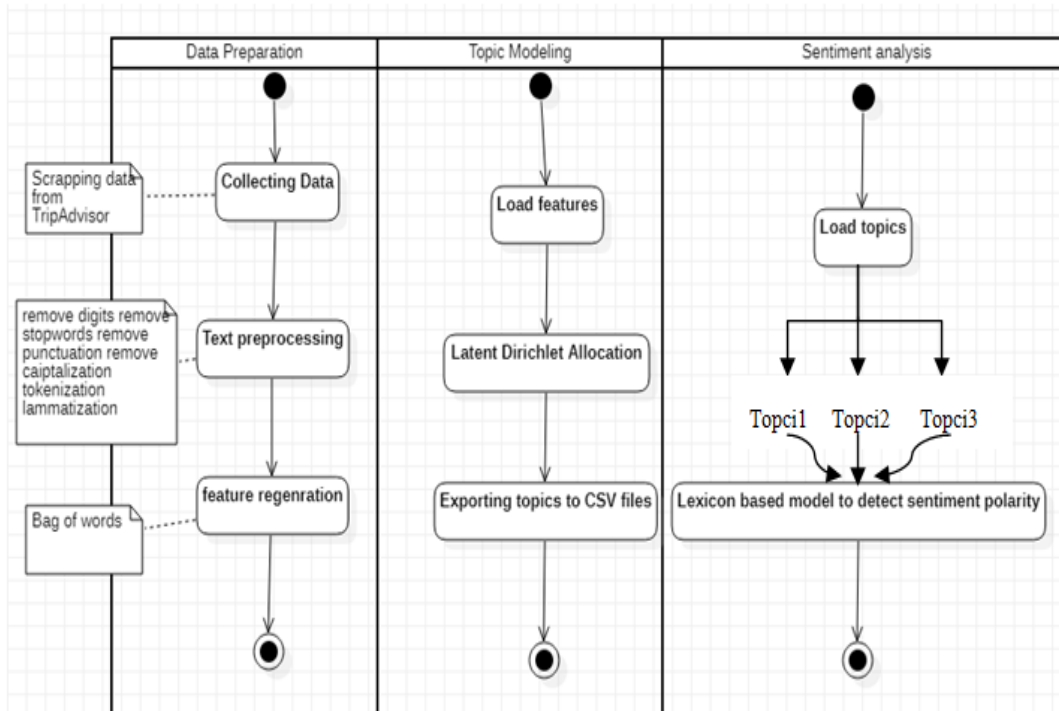 Data Preparation
Topic Modeling
Sentiment analysis
Scrapping data
from
TripAdvisor
Collecting Data
remove digits remove
stopwords remove
punctuation remove
caiptalization
tokenization
lammatization
Text preprocessing
Bag of words
feature regenration
Load features
Latent Dirichlet Allocation
Exporting topics to CSV files
Load topics
Topci1
Topci2
Topci3
Lexicon based model to detect sentiment polarity